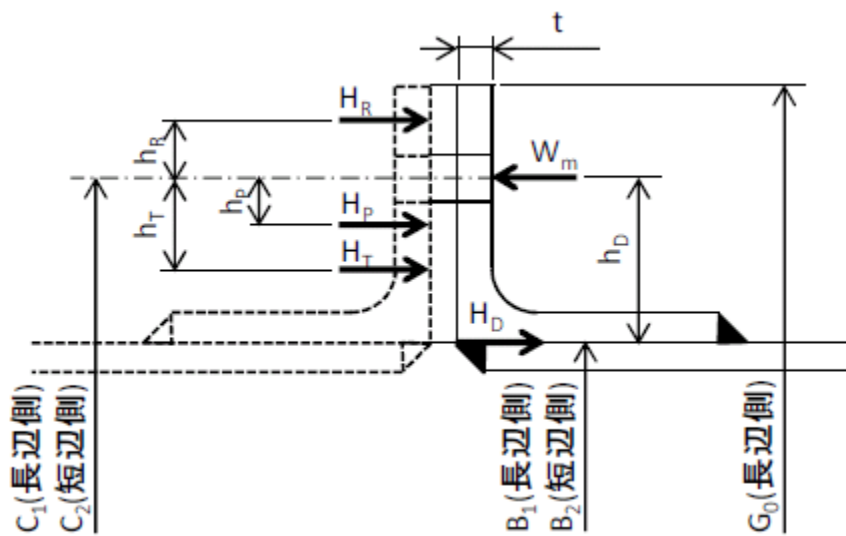 t
H_R
h_R
W_m
h_P
h_T
H_P
H_T
h_D
H_D
C_1(長辺側)
C_2(短辺側)
B_1(長辺側)
B_2(短辺側)
G_0(長辺側)